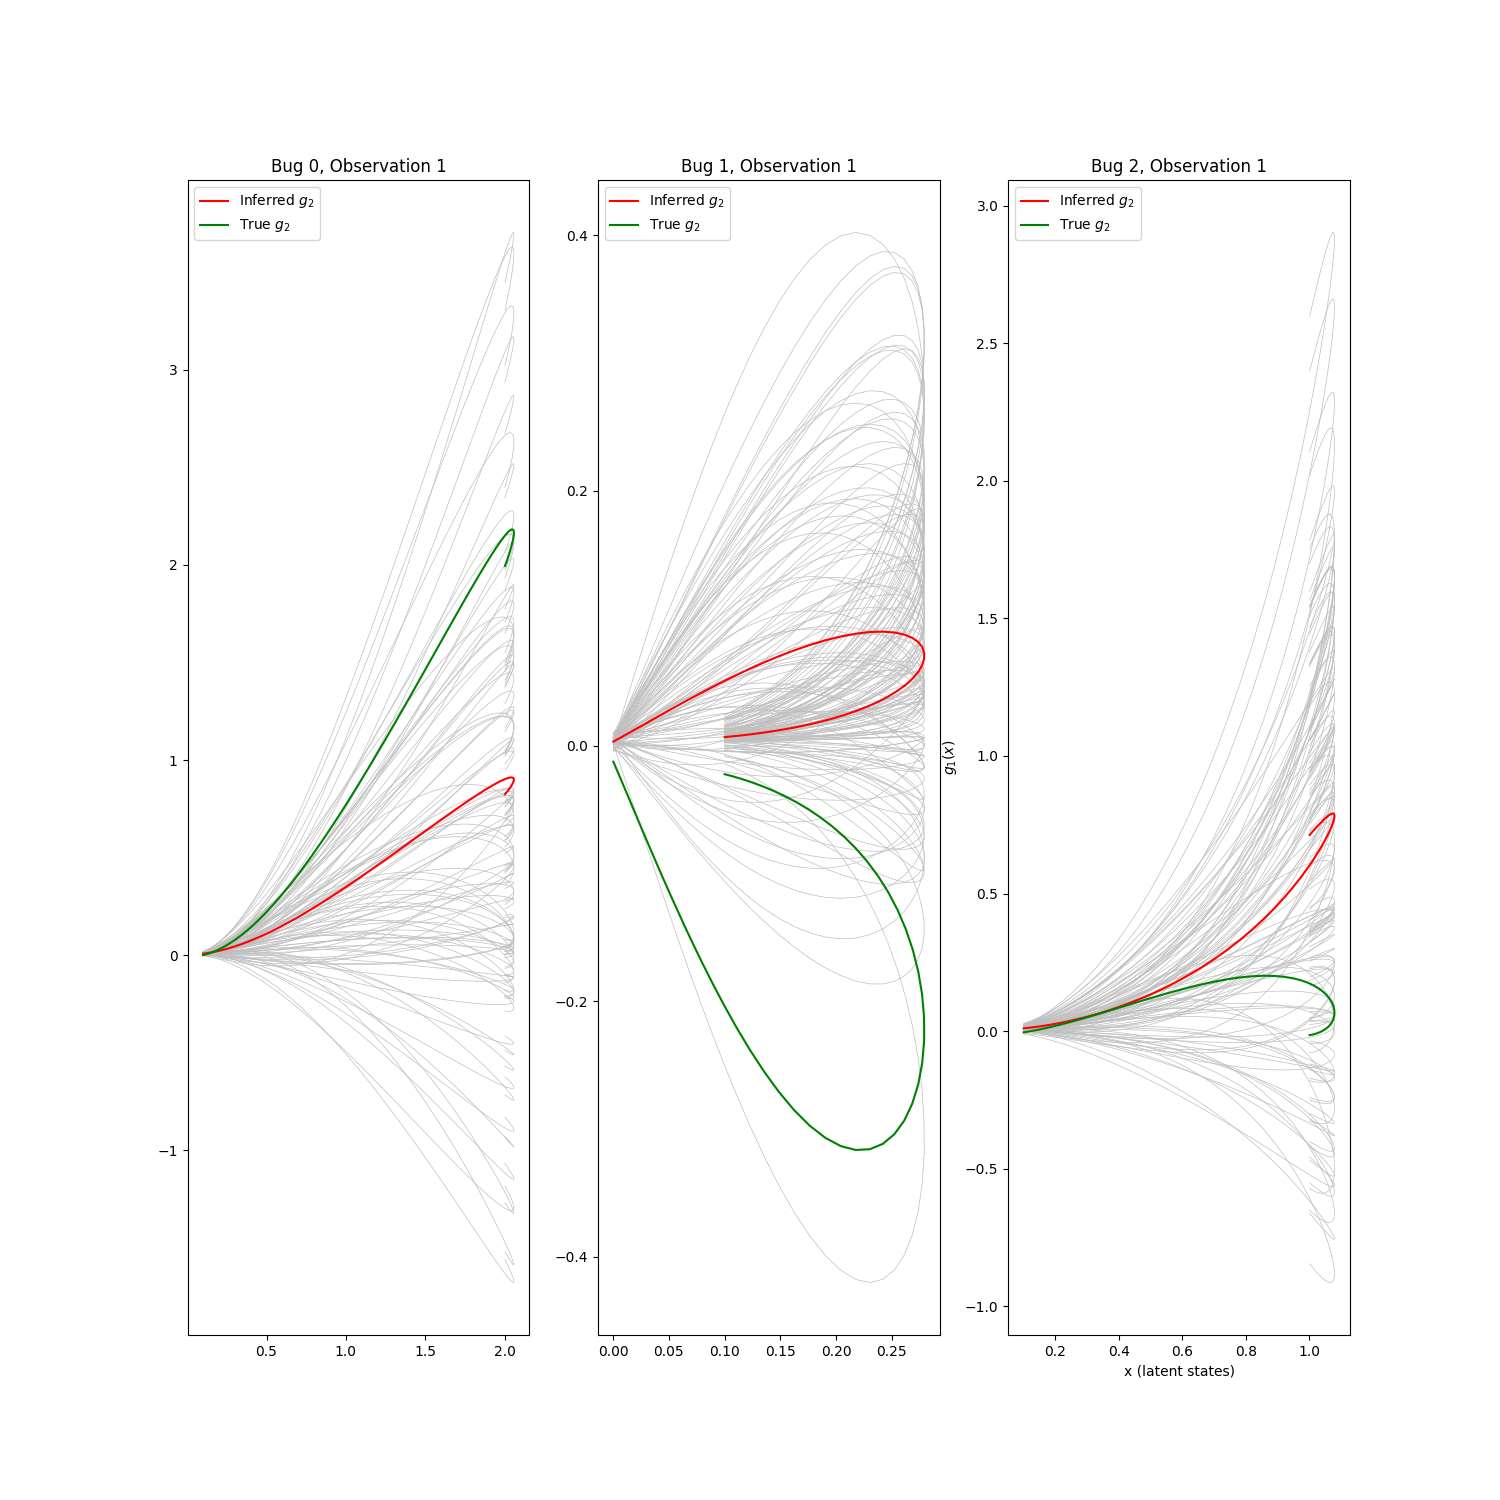 Bug 0, Observation 1
Inferred g₂
True g₂
3
2
1
0
−1
0.5 1.0 1.5 2.0
Bug 1, Observation 1
Inferred g₂
True g₂
0.4
0.2
0.0
−0.2
−0.4
0.00 0.05 0.10 0.15 0.20 0.25
Bug 2, Observation 1
Inferred g₂
True g₂
g₁(x)
3.0
2.5
2.0
1.5
1.0
0.5
0.0
−0.5
−1.0
0.2 0.4 0.6 0.8 1.0
x (latent states)